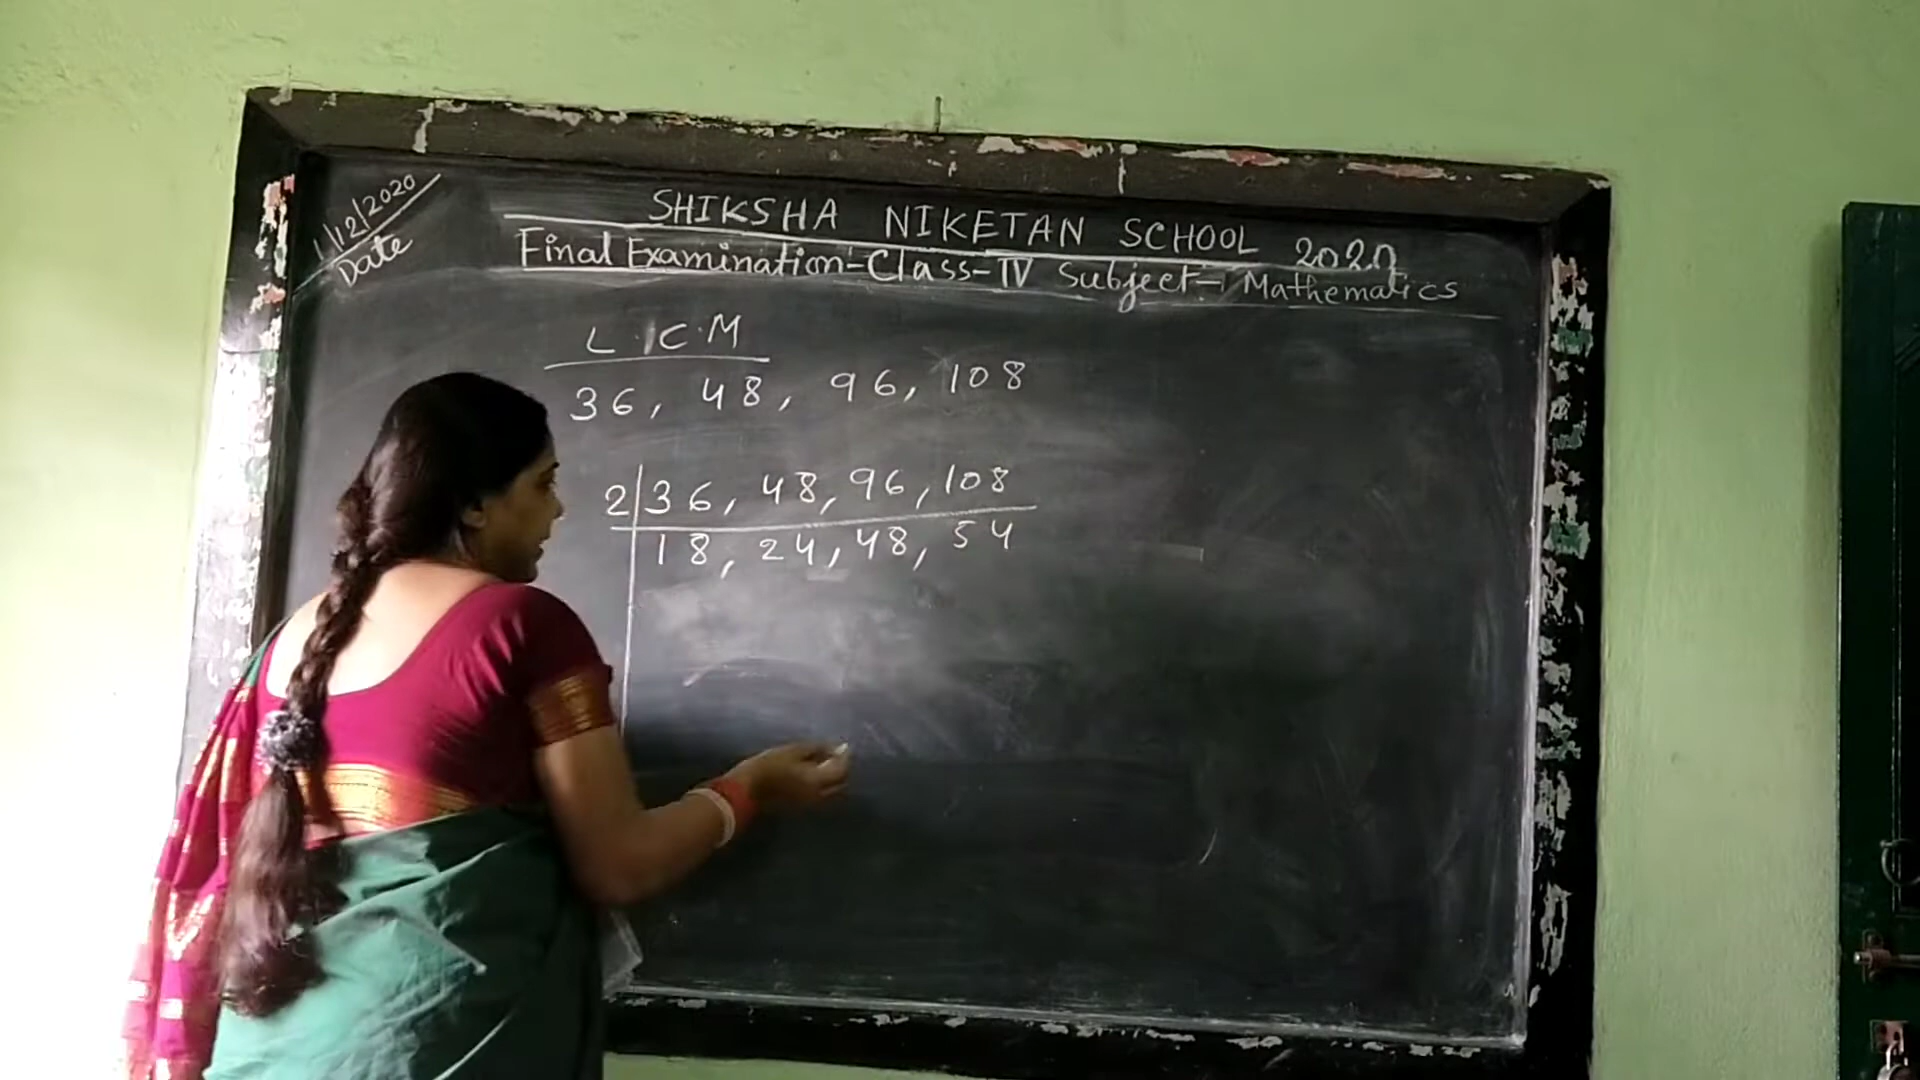 1/12/2020
Date
SHIKSHA NIKETAN SCHOOL 2020
Final Examination-Class-IV Subject- Mathematics
L.C.M
36, 48, 96, 108
2|36, 48, 96, 108
18, 24, 48, 54